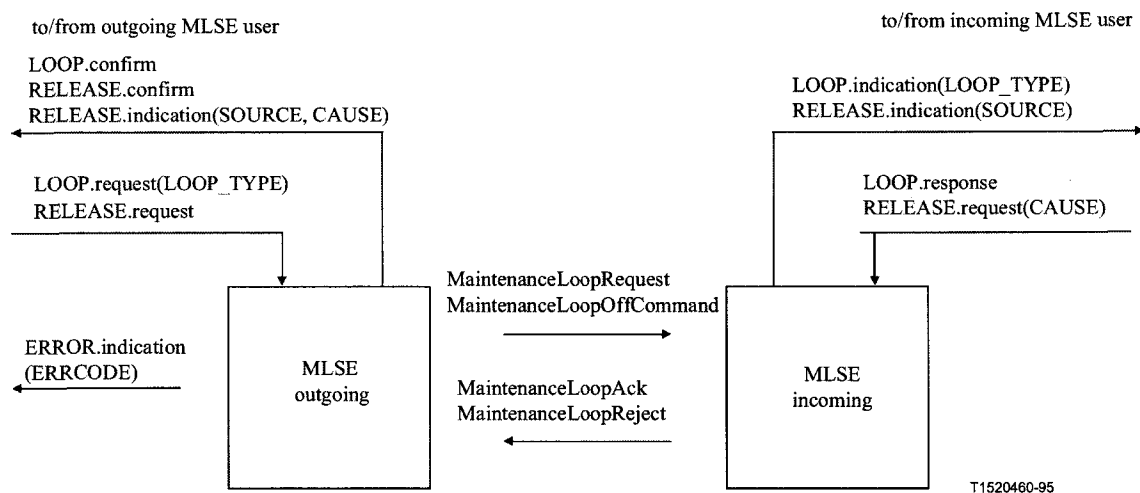 to/from outgoing MLSE user
to/from incoming MLSE user
LOOP.confirm
RELEASE.confirm
RELEASE.indication(SOURCE, CAUSE)
LOOP.indication(LOOP_TYPE)
RELEASE.indication(SOURCE)
LOOP.request(LOOP_TYPE)
RELEASE.request
LOOP.response
RELEASE.request(CAUSE)
MaintenanceLoopRequest
MaintenanceLoopOffCommand
ERROR.indication
(ERRCODE)
MLSE
outgoing
MaintenanceLoopAck
MaintenanceLoopReject
MLSE
incoming
T1520460-95